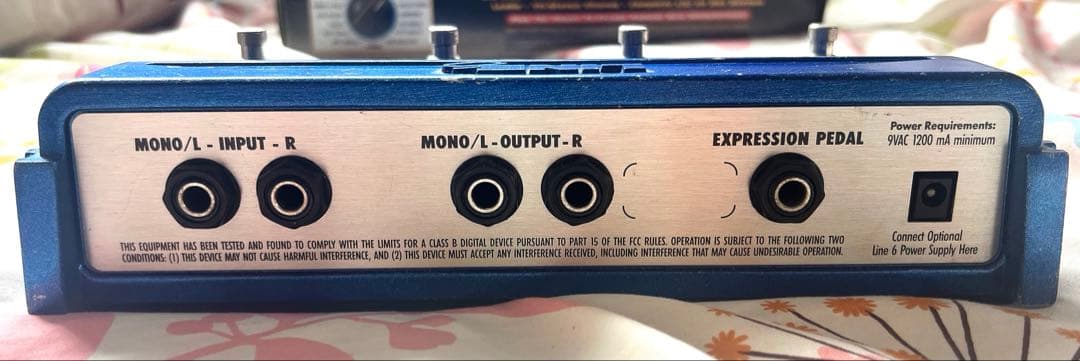 MONO/L - INPUT - R
MONO/L - OUTPUT - R
EXPRESSION PEDAL
Power Requirements:
9VAC 1200 mA minimum
Connect Optional
Line 6 Power Supply Here
THIS EQUIPMENT HAS BEEN TESTED AND FOUND TO COMPLY WITH THE LIMITS FOR A CLASS B DIGITAL DEVICE PURSUANT TO PART 15 OF THE FCC RULES. OPERATION IS SUBJECT TO THE FOLLOWING TWO
CONDITIONS: (1) THIS DEVICE MAY NOT CAUSE HARMFUL INTERFERENCE, AND (2) THIS DEVICE MUST ACCEPT ANY INTERFERENCE RECEIVED, INCLUDING INTERFERENCE THAT MAY CAUSE UNDESIRABLE OPERATION.